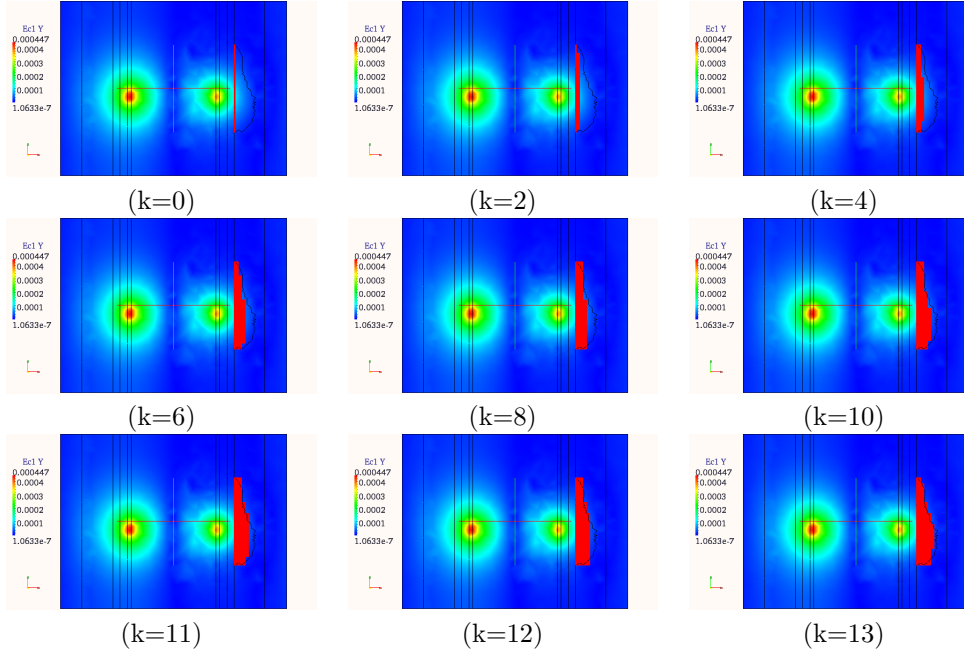 Ec1 Y
0.000447
0.0004
0.0003
0.0002
0.0001
1.0633e-7
Ec1 Y
0.000447
0.0004
0.0003
0.0002
0.0001
1.0633e-7
Ec1 Y
0.000447
0.0004
0.0003
0.0002
0.0001
1.0633e-7
(k=0)
(k=2)
(k=4)
Ec1 Y
0.000447
0.0004
0.0003
0.0002
0.0001
1.0633e-7
Ec1 Y
0.000447
0.0004
0.0003
0.0002
0.0001
1.0633e-7
Ec1 Y
0.000447
0.0004
0.0003
0.0002
0.0001
1.0633e-7
(k=6)
(k=8)
(k=10)
Ec1 Y
0.000447
0.0004
0.0003
0.0002
0.0001
1.0633e-7
Ec1 Y
0.000447
0.0004
0.0003
0.0002
0.0001
1.0633e-7
Ec1 Y
0.000447
0.0004
0.0003
0.0002
0.0001
1.0633e-7
(k=11)
(k=12)
(k=13)